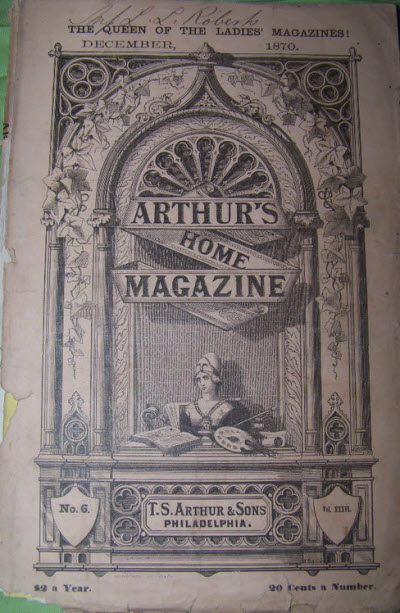 L. L. Roberts
THE QUEEN OF THE LADIES' MAGAZINES!
DECEMBER, 1870.
ARTHUR'S
HOME
MAGAZINE
No. 6.
T. S. ARTHUR & SONS
PHILADELPHIA.
Vol. XXXVI.
$2 a Year.
20 Cents a Number.